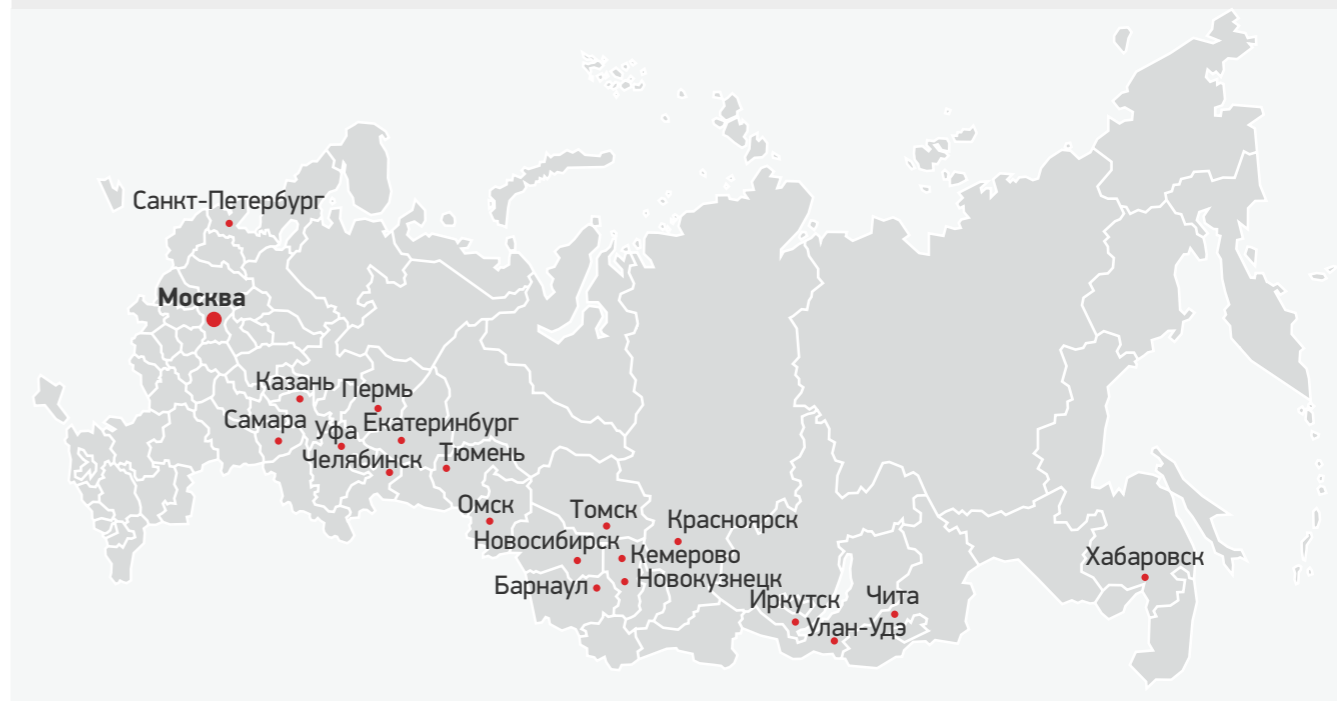 Санкт-Петербург
Москва
Казань
Пермь
Самара
Уфа
Екатеринбург
Челябинск
Тюмень
Омск
Томск
Красноярск
Новосибирск
Кемерово
Барнаул
Новокузнецк
Иркутск
Чита
Улан-Удэ
Хабаровск